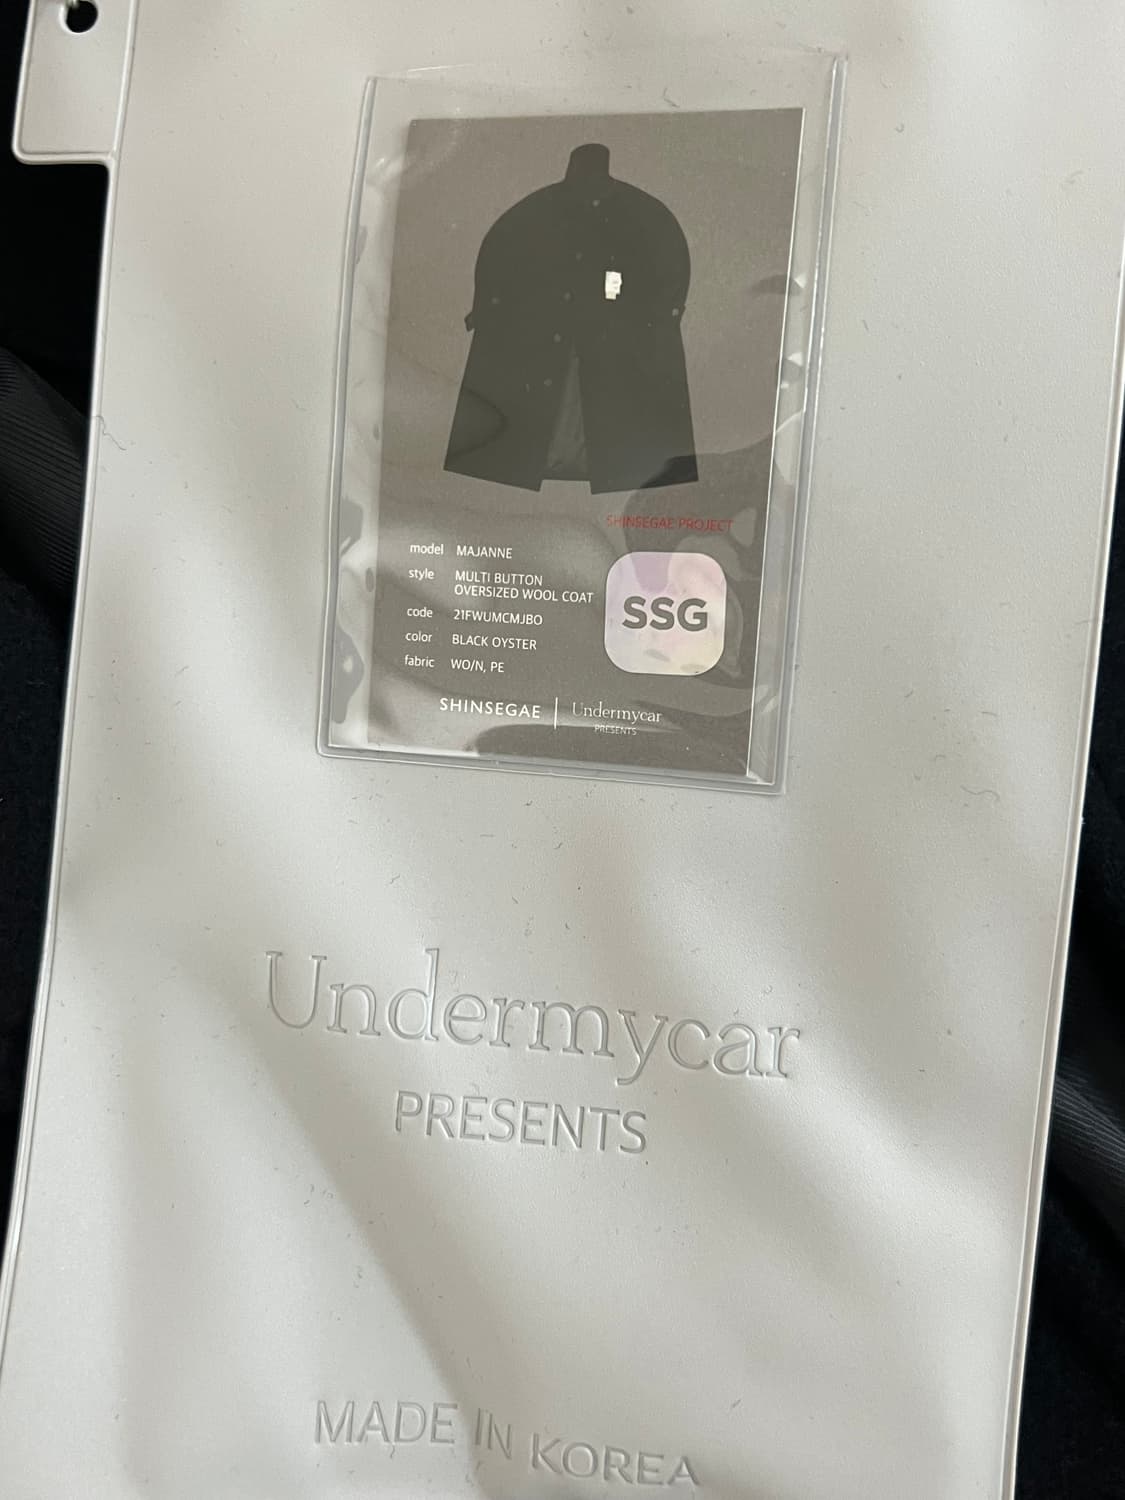 SHINSEGAE PROJECT
model MAJANNE
style MULTI BUTTON
OVERSIZED WOOL COAT
code 21FWUMCMJBO
color BLACK OYSTER
fabric WO/N, PE
SSG
SHINSEGAE | Undermycar
PRESENTS
Undermycar
PRESENTS
MADE IN KOREA